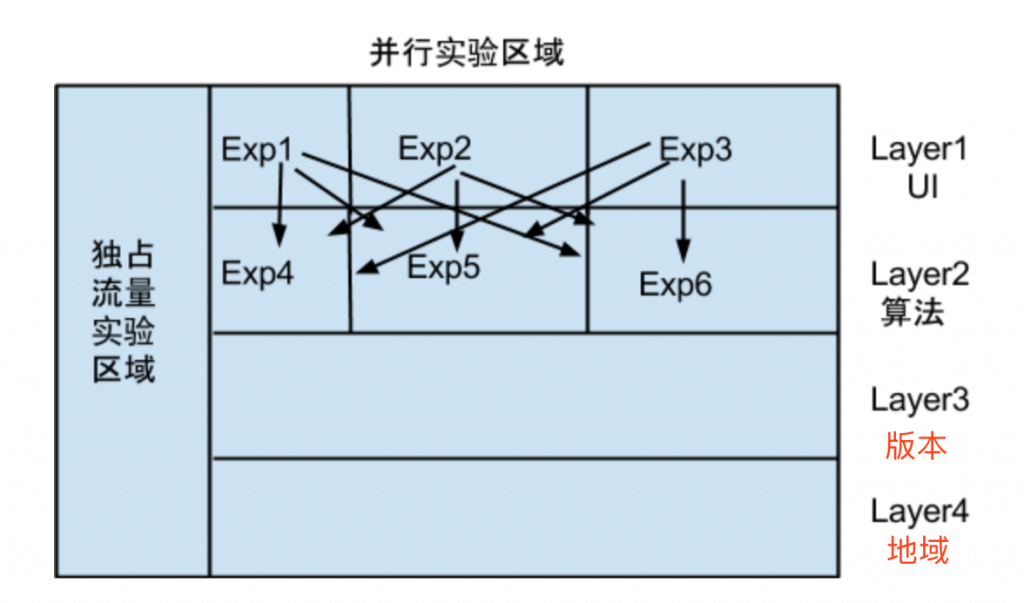 并行实验区域
独占
流量
实验
区域
Exp1
Exp2
Exp3
Layer1
UI
Exp4
Exp5
Exp6
Layer2
算法
Layer3
版本
Layer4
地域